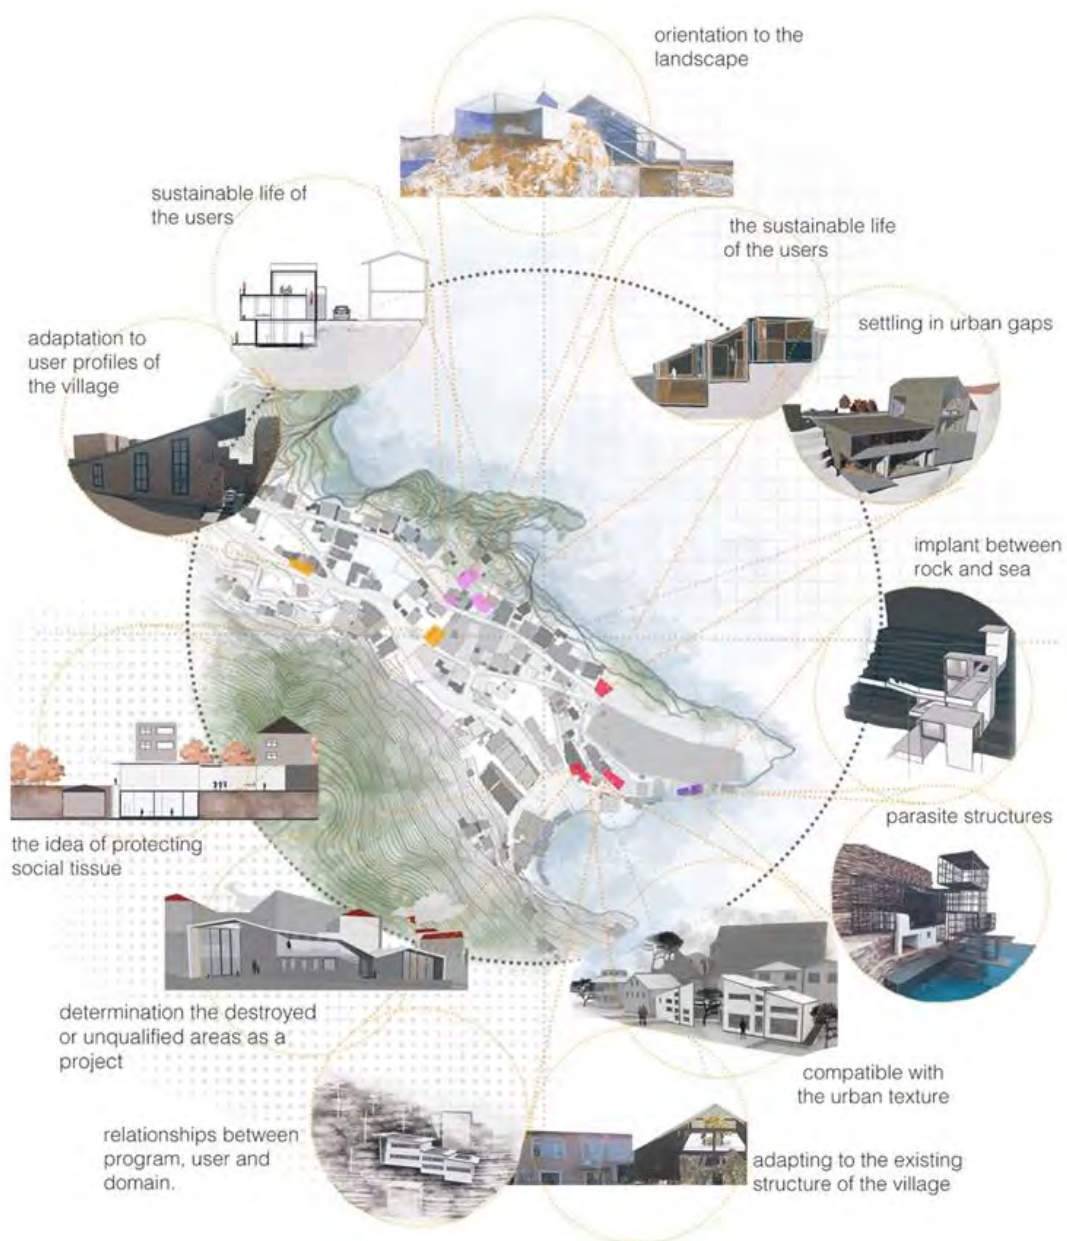 orientation to the
landscape
sustainable life of
the users
the sustainable life
of the users
settling in urban gaps
adaptation to
user profiles of
the village
implant between
rock and sea
parasite structures
the idea of protecting
social tissue
determination the destroyed
or unqualified areas as a
project
compatible with
the urban texture
relationships between
program, user and
domain.
adapting to the existing
structure of the village